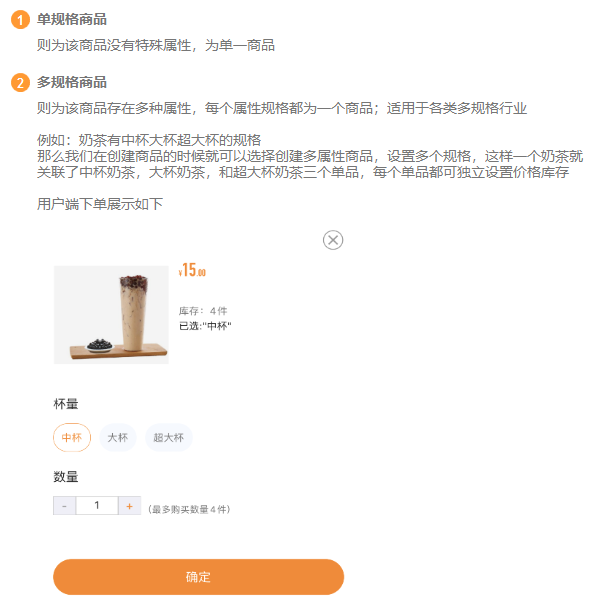 1 单规格商品
则为该商品没有特殊属性，为单一商品
2 多规格商品
则为该商品存在多种属性，每个属性规格都为一个商品；适用于各类多规格行业
例如：奶茶有中杯大杯超大杯的规格
那么我们在创建商品的时候就可以选择创建多属性商品，设置多个规格，这样一个奶茶就
关联了中杯奶茶，大杯奶茶，和超大杯奶茶三个单品，每个单品都可独立设置价格库存
用户端下单展示如下
¥15.00
库存：4件
已选:"中杯"
杯量
中杯 大杯 超大杯
数量
- 1 + （最多购买数量4件）
确定